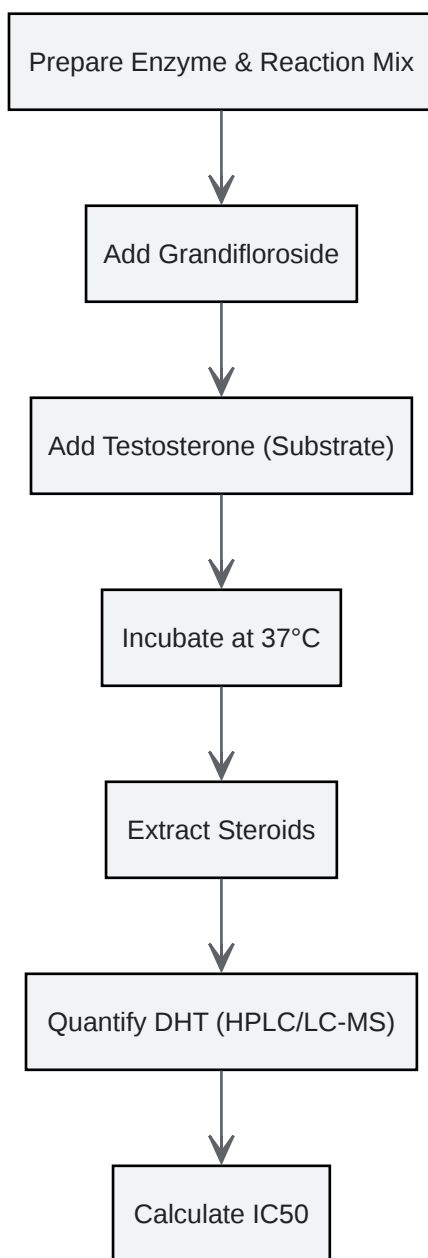 Prepare Enzyme & Reaction Mix
Add Grandifloroside
Add Testosterone (Substrate)
Incubate at 37°C
Extract Steroids
Quantify DHT (HPLC/LC-MS)
Calculate IC50